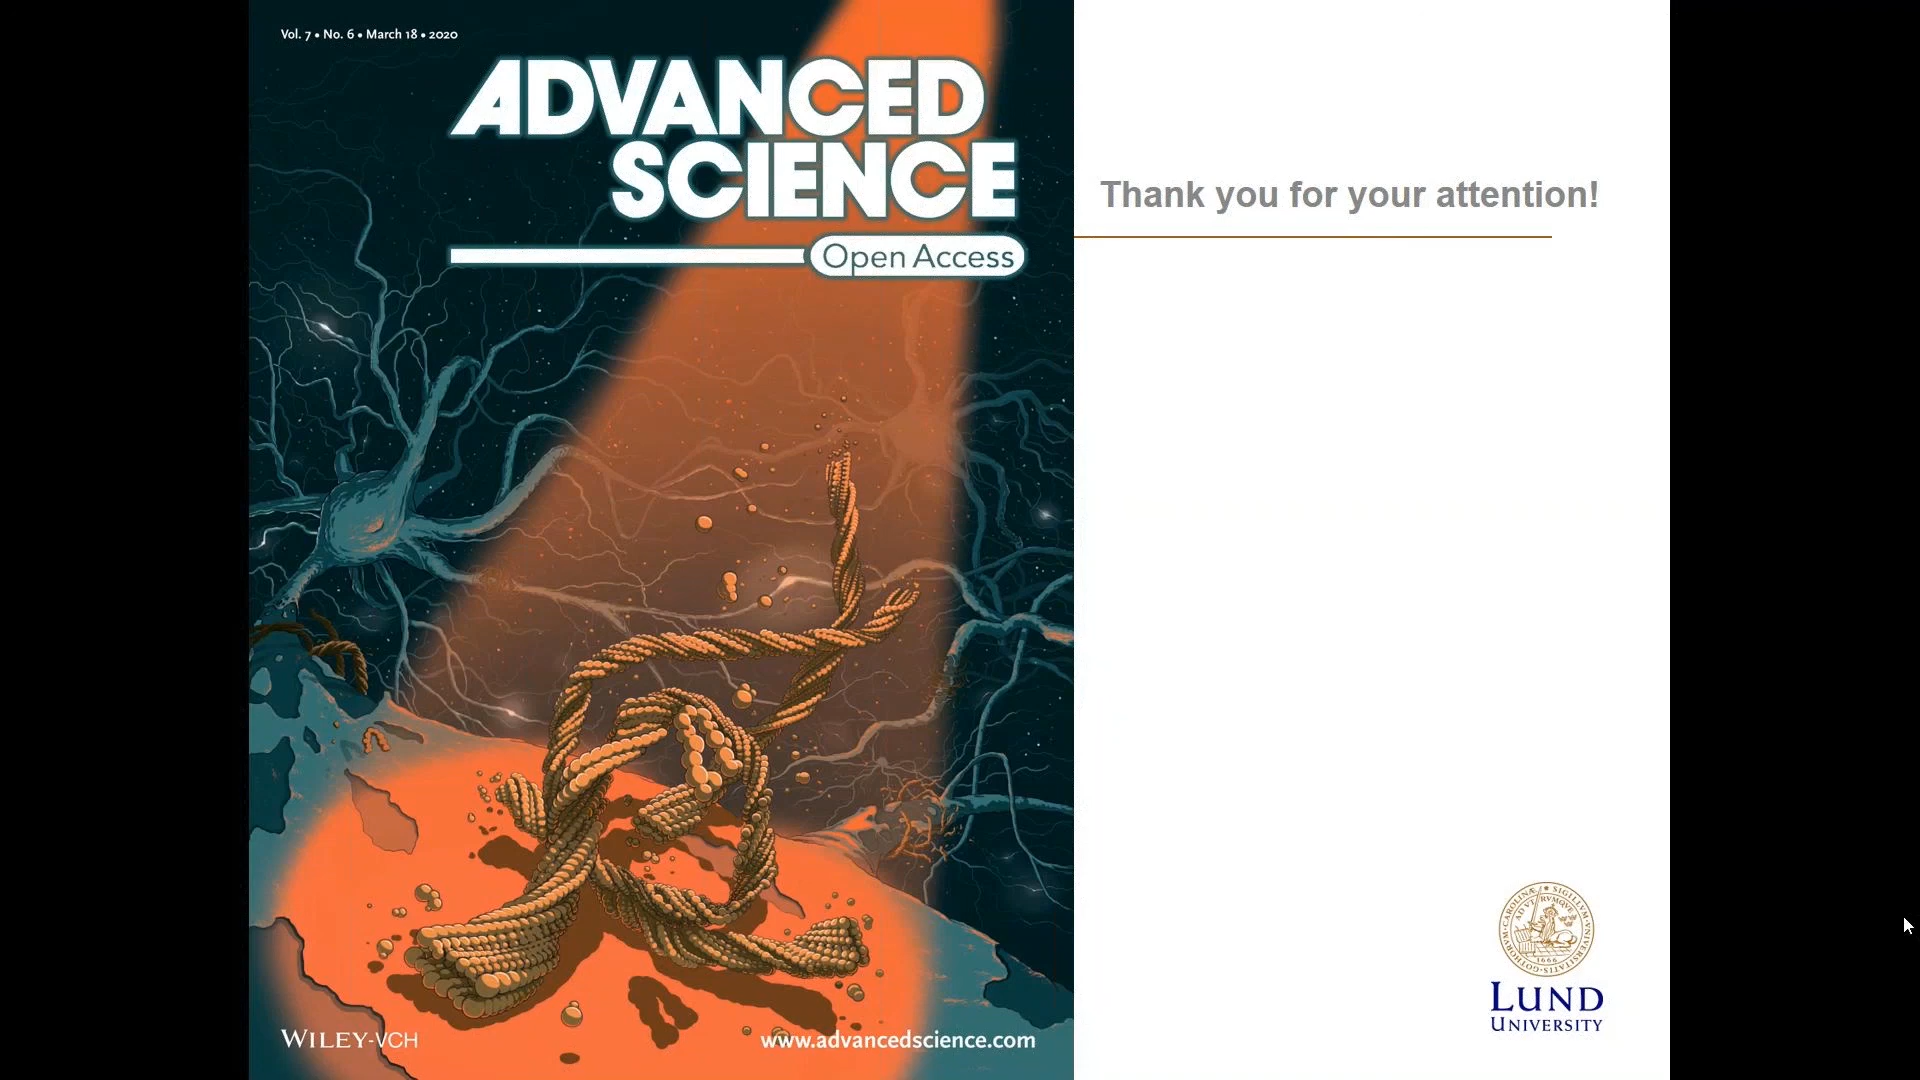 Vol. 7 • No. 6 • March 18 • 2020
ADVANCED
SCIENCE
Open Access
WILEY-VCH
www.advancedscience.com
Thank you for your attention!
1666
LUND
UNIVERSITY